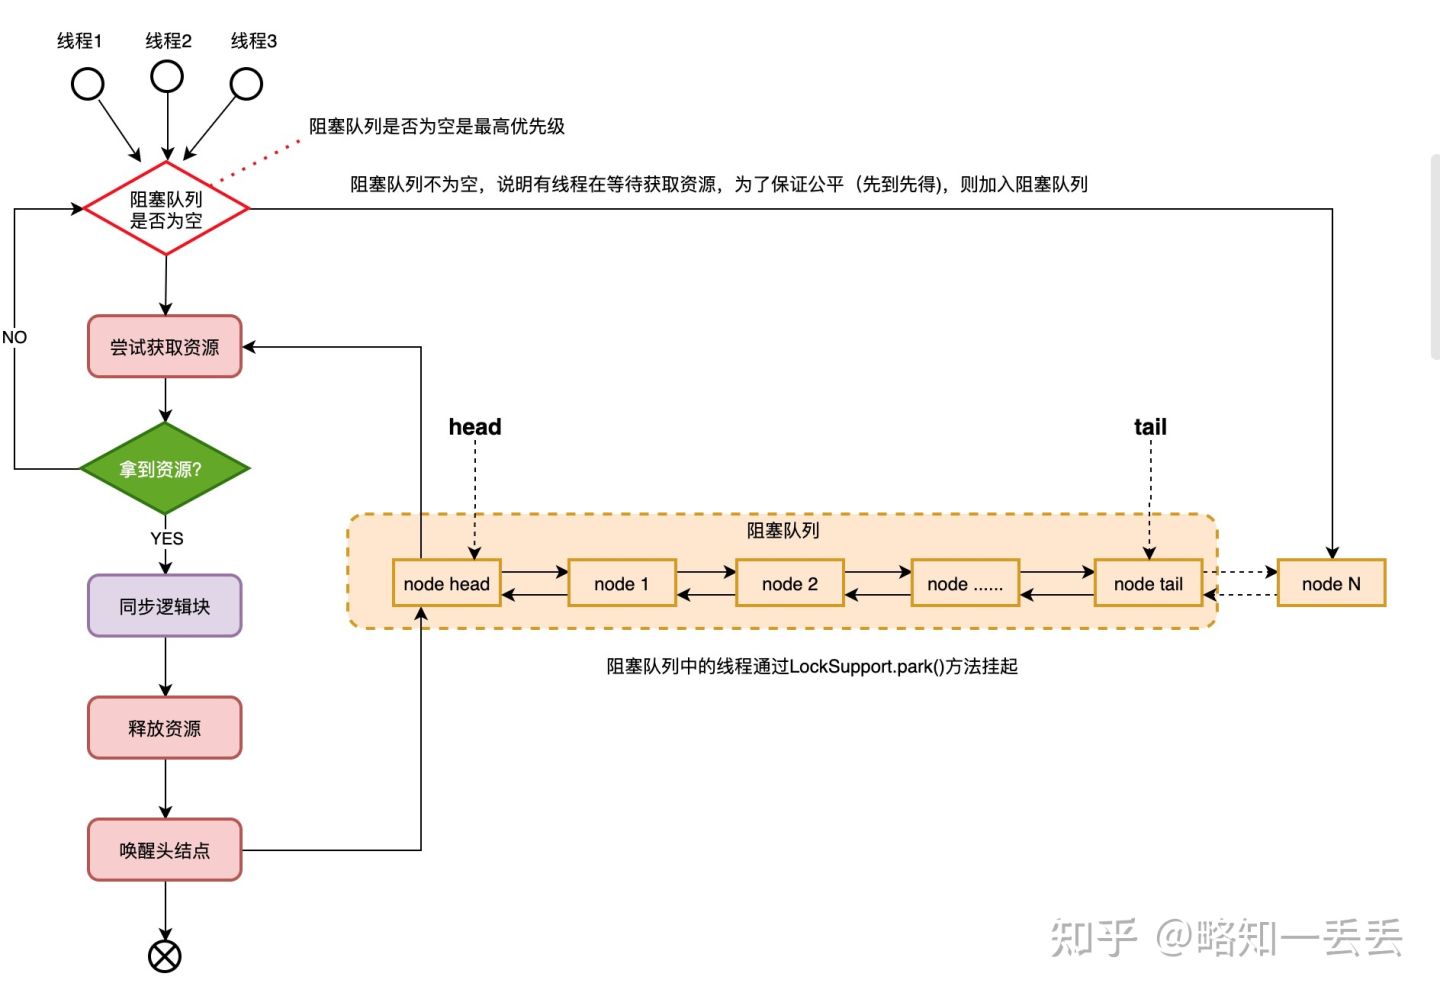 线程1
线程2
线程3
阻塞队列是否为空是最高优先级
阻塞队列不为空，说明有线程在等待获取资源，为了保证公平（先到先得)，则加入阻塞队列
阻塞队列
是否为空
NO
尝试获取资源
head
tail
拿到资源?
YES
阻塞队列
node head
node 1
node 2
node ......
node tail
node N
同步逻辑块
阻塞队列中的线程通过LockSupport.park()方法挂起
释放资源
唤醒头结点
知乎 @略知一丢丢